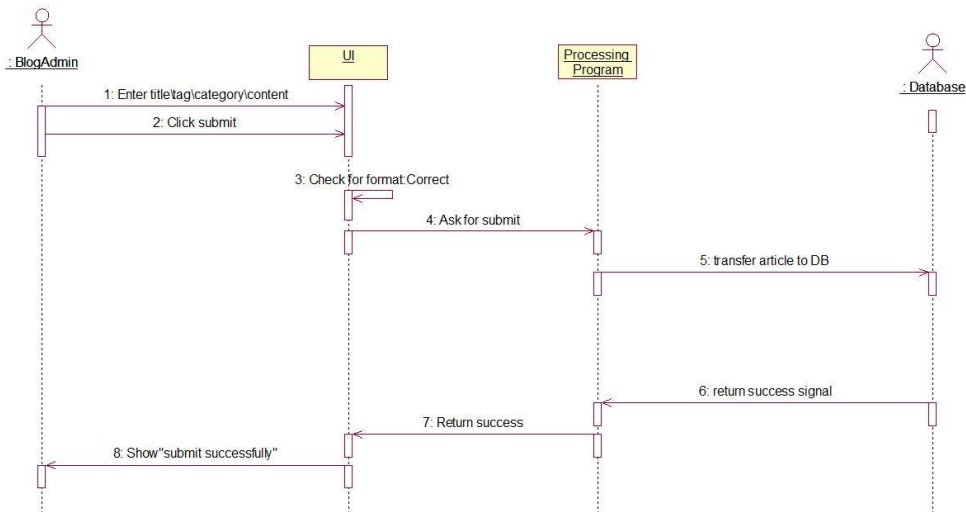 : BlogAdmin
UI
Processing
Program
: Database
1: Enter title\tag\category\content
2: Click submit
3: Check for format:Correct
4: Ask for submit
5: transfer article to DB
6: return success signal
7: Return success
8: Show"submit successfully"